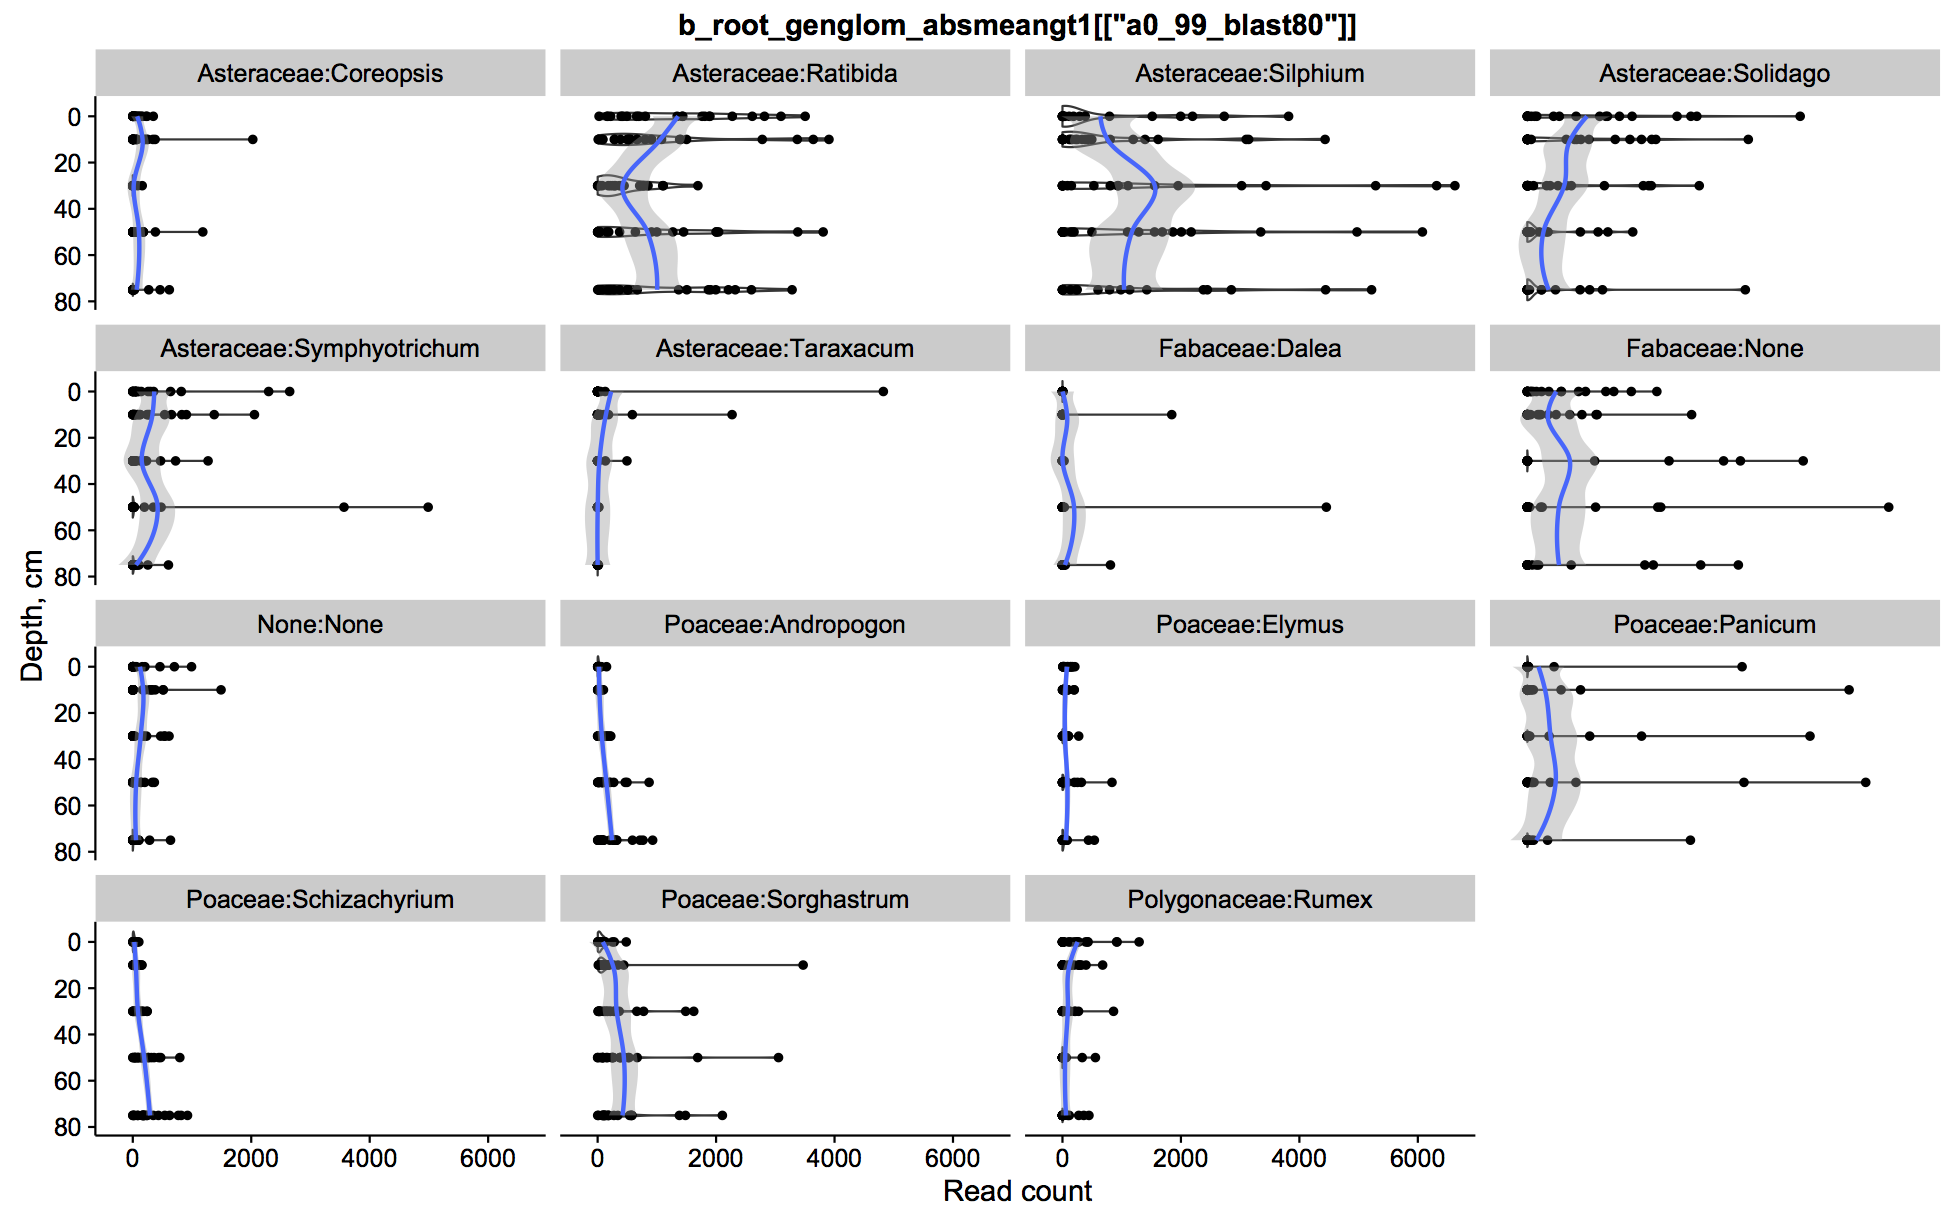 b_root_genglom_absmeangt1[["a0_99_blast80"]]
Asteraceae:Coreopsis Asteraceae:Ratibida Asteraceae:Silphium Asteraceae:Solidago
0
20
40
60
80
Asteraceae:Symphyotrichum Asteraceae:Taraxacum Fabaceae:Dalea Fabaceae:None
0
20
40
60
80
Depth, cm
None:None Poaceae:Andropogon Poaceae:Elymus Poaceae:Panicum
0
20
40
60
80
Poaceae:Schizachyrium Poaceae:Sorghastrum Polygonaceae:Rumex
0
20
40
60
80
0 2000 4000 6000 0 2000 4000 6000 0 2000 4000 6000
Read count